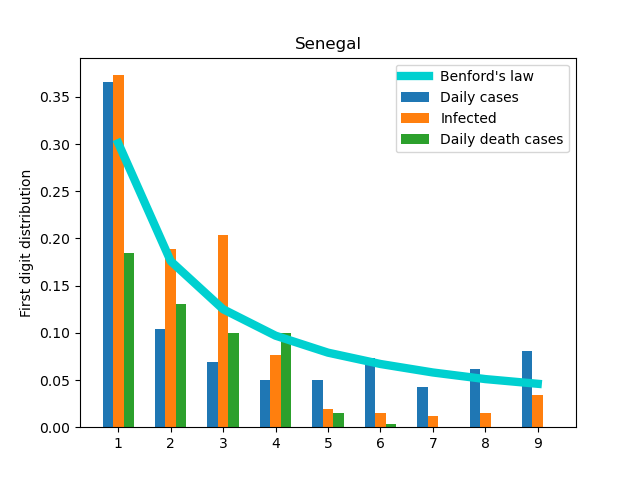 Senegal
Benford's law
Daily cases
Infected
Daily death cases
First digit distribution
0.35
0.30
0.25
0.20
0.15
0.10
0.05
0.00
1 2 3 4 5 6 7 8 9